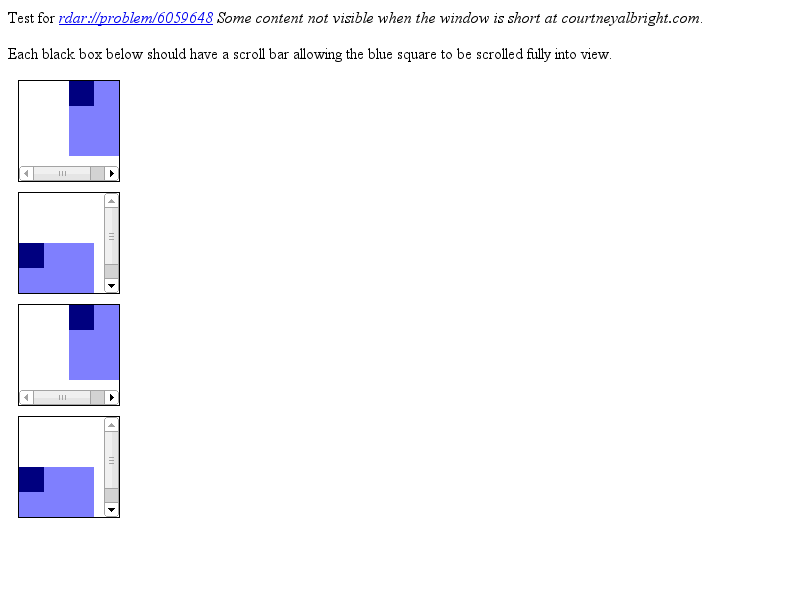 Test for rdar://problem/6059648 Some content not visible when the window is short at courtneyalbright.com.
Each black box below should have a scroll bar allowing the blue square to be scrolled fully into view.